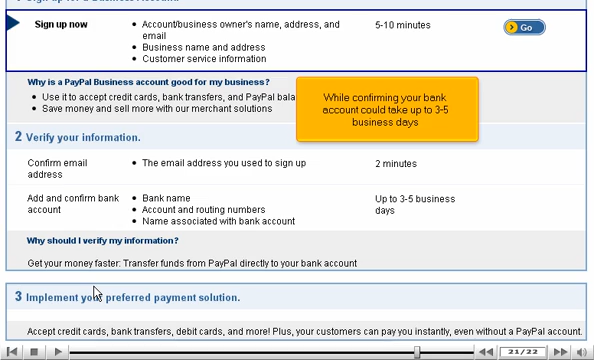 Sign up now
• Account/business owner's name, address, and
email
• Business name and address
• Customer service information
5-10 minutes
Go
Why is a PayPal Business account good for my business?
• Use it to accept credit cards, bank transfers, and PayPal bala
• Save money and sell more with our merchant solutions
While confirming your bank
account could take up to 3-5
business days
2 Verify your information.
Confirm email
address
• The email address you used to sign up
2 minutes
Add and confirm bank
account
• Bank name
• Account and routing numbers
• Name associated with bank account
Up to 3-5 business
days
Why should I verify my information?
Get your money faster: Transfer funds from PayPal directly to your bank account
3 Implement your preferred payment solution.
Accept credit cards, bank transfers, debit cards, and more! Plus, your customers can pay you instantly, even without a PayPal account.
21/22